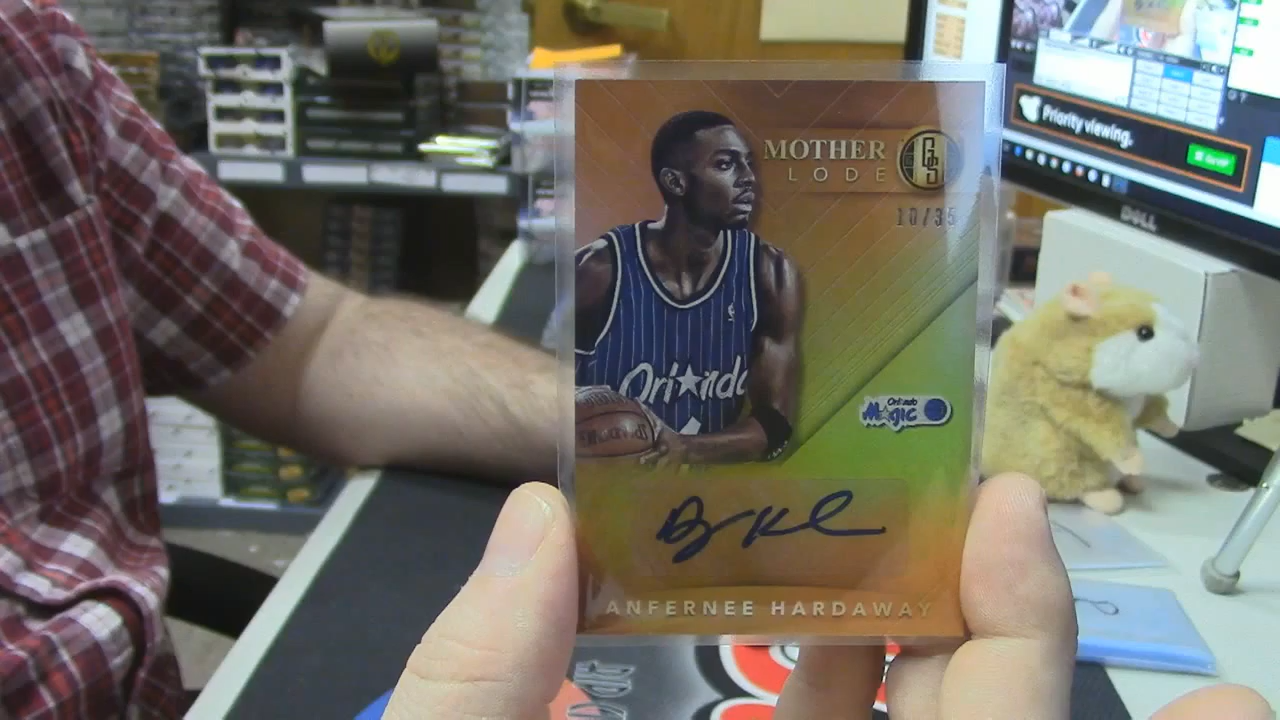 MOTHER
LODE
GS
10/35
Orlando
Orlando
Magic
ANFERNEE HARDAWAY
Priority viewing.
DELL